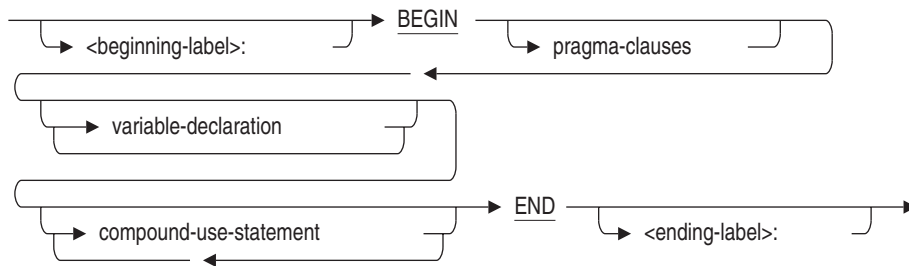 BEGIN
<beginning-label>:
pragma-clauses
variable-declaration
compound-use-statement
END
<ending-label>: